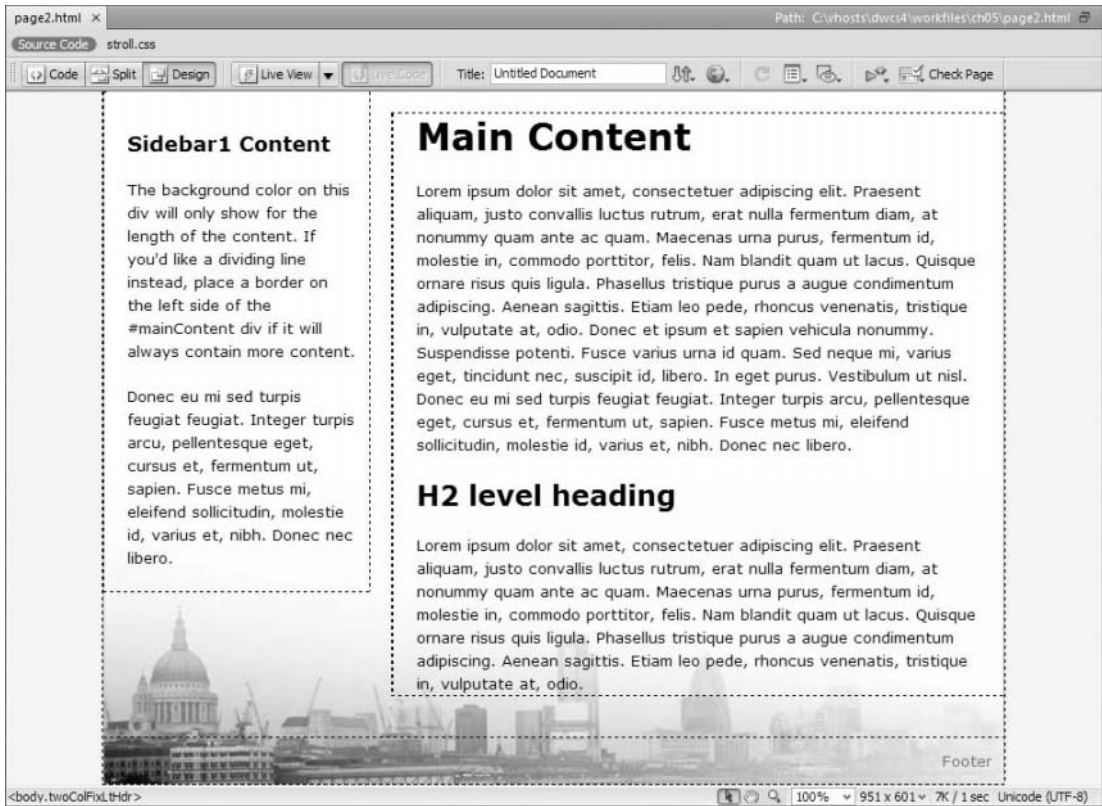 page2.html ×
Path: C:\vhosts\dwcs4\workfiles\ch05\page2.html
Source Code stroll.css
Code Split Design Live View Live Code Title: Untitled Document Check Page
Sidebar1 Content
The background color on this
div will only show for the
length of the content. If
you'd like a dividing line
instead, place a border on
the left side of the
#mainContent div if it will
always contain more content.
Donec eu mi sed turpis
feugiat feugiat. Integer turpis
arcu, pellentesque eget,
cursus et, fermentum ut,
sapien. Fusce metus mi,
eleifend sollicitudin, molestie
id, varius et, nibh. Donec nec
libero.
Main Content
Lorem ipsum dolor sit amet, consectetuer adipiscing elit. Praesent
aliquam, justo convallis luctus rutrum, erat nulla fermentum diam, at
nonummy quam ante ac quam. Maecenas urna purus, fermentum id,
molestie in, commodo porttitor, felis. Nam blandit quam ut lacus. Quisque
ornare risus quis ligula. Phasellus tristique purus a augue condimentum
adipiscing. Aenean sagittis. Etiam leo pede, rhoncus venenatis, tristique
in, vulputate at, odio. Donec et ipsum et sapien vehicula nonummy.
Suspendisse potenti. Fusce varius urna id quam. Sed neque mi, varius
eget, tincidunt nec, suscipit id, libero. In eget purus. Vestibulum ut nisl.
Donec eu mi sed turpis feugiat feugiat. Integer turpis arcu, pellentesque
eget, cursus et, fermentum ut, sapien. Fusce metus mi, eleifend
sollicitudin, molestie id, varius et, nibh. Donec nec libero.
H2 level heading
Lorem ipsum dolor sit amet, consectetuer adipiscing elit. Praesent
aliquam, justo convallis luctus rutrum, erat nulla fermentum diam, at
nonummy quam ante ac quam. Maecenas urna purus, fermentum id,
molestie in, commodo porttitor, felis. Nam blandit quam ut lacus. Quisque
ornare risus quis ligula. Phasellus tristique purus a augue condimentum
adipiscing. Aenean sagittis. Etiam leo pede, rhoncus venenatis, tristique
in, vulputate at, odio.
Footer
<body.twoColFixLtHdr> 100% 951 x 601 7K / 1 sec Unicode (UTF-8)